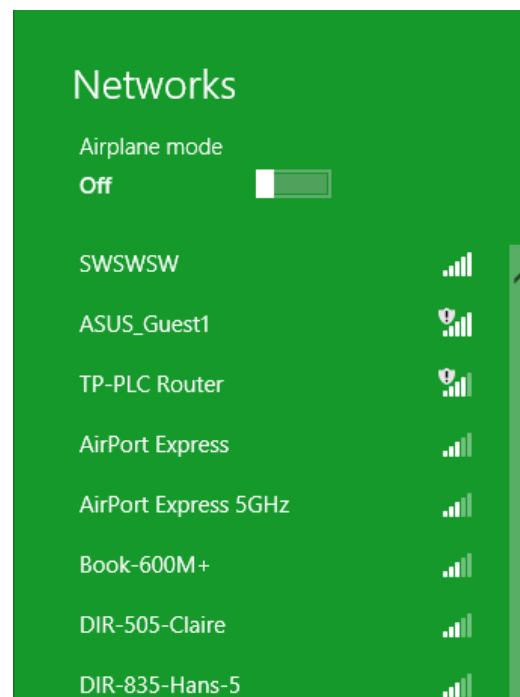 Networks
Airplane mode
Off
SWSWSW
ASUS_Guest1
TP-PLC Router
AirPort Express
AirPort Express 5GHz
Book-600M+
DIR-505-Claire
DIR-835-Hans-5